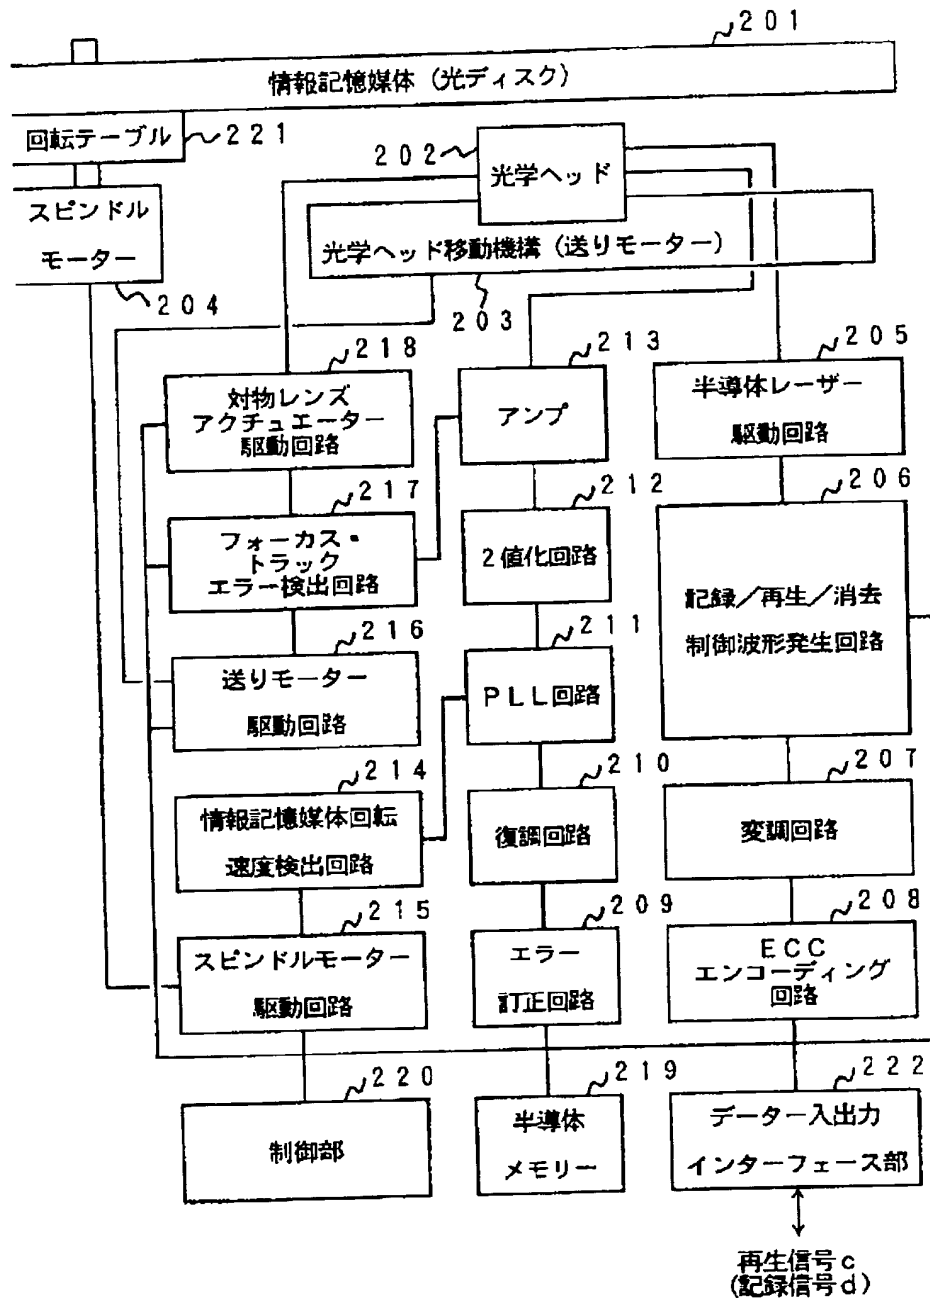 201
情報記憶媒体(光ディスク)
回転テーブル
221
202
光学ヘッド
スピンドル
モーター
204
光学ヘッド移動機構(送りモーター)
203
218
対物レンズ
アクチュエーター
駆動回路
213
アンプ
205
半導体レーザー
駆動回路
217
フォーカス・
トラック
エラー検出回路
212
2値化回路
206
記録/再生/消去
制御波形発生回路
216
送りモーター
駆動回路
211
PLL回路
214
情報記憶媒体回転
速度検出回路
210
復調回路
207
変調回路
215
スピンドルモーター
駆動回路
209
エラー
訂正回路
208
ECC
エンコーディング
回路
220
制御部
219
半導体
メモリー
222
データー入出力
インターフェース部
再生信号c
(記録信号d)